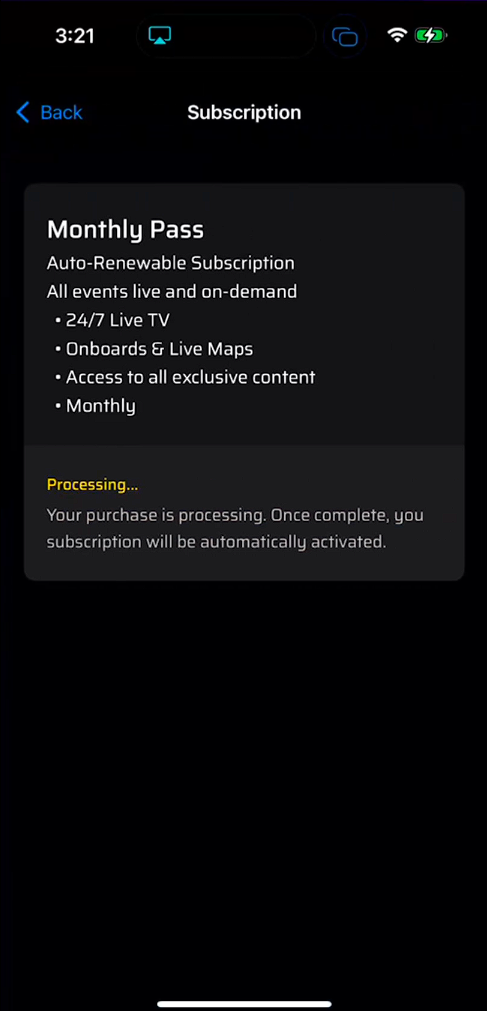 3:21
Back
Subscription
Monthly Pass
Auto-Renewable Subscription
All events live and on-demand
• 24/7 Live TV
• Onboards & Live Maps
• Access to all exclusive content
• Monthly
Processing...
Your purchase is processing. Once complete, you
subscription will be automatically activated.